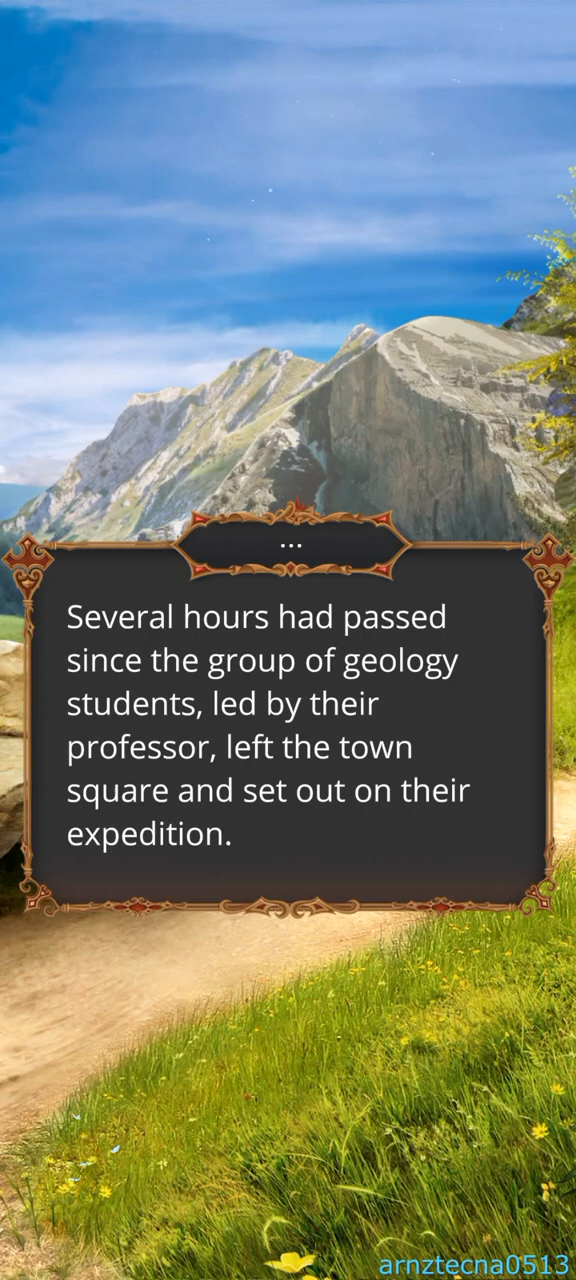 ...
Several hours had passed
since the group of geology
students, led by their
professor, left the town
square and set out on their
expedition.
arnztecna0513